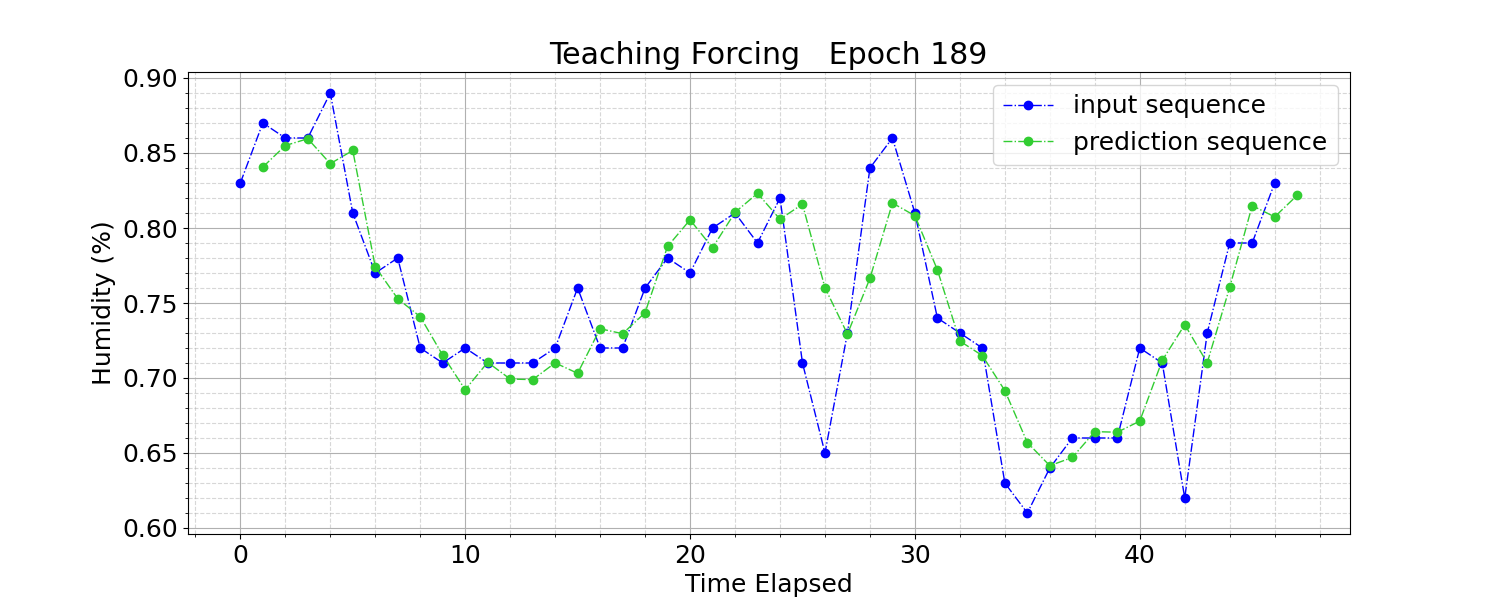 Teaching Forcing   Epoch 189
input sequence
prediction sequence
Humidity (%)
0.90
0.85
0.80
0.75
0.70
0.65
0.60
0 10 20 30 40
Time Elapsed